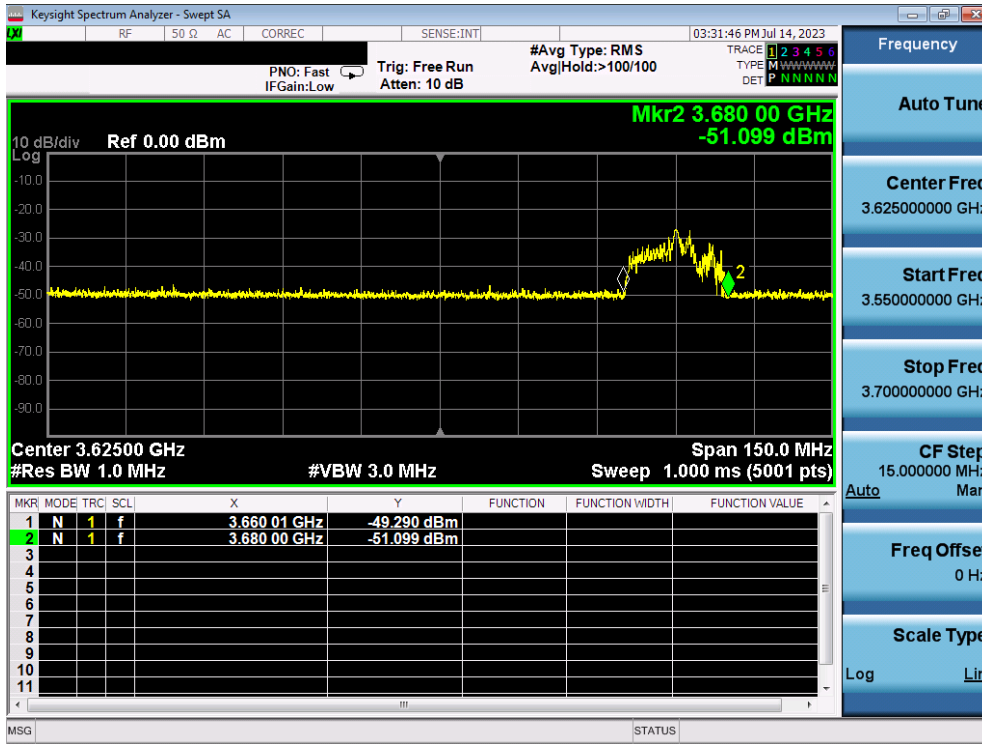 Keysight Spectrum Analyzer - Swept SA
LXI RF 50 Ω AC CORREC SENSE:INT 03:31:46 PM Jul 14, 2023
PNO: Fast
IFGain:Low
Trig: Free Run
Atten: 10 dB
#Avg Type: RMS
Avg|Hold:>100/100
TRACE 1 2 3 4 5 6
TYPE M W W W W W
DET P N N N N N
Mkr2 3.680 00 GHz
-51.099 dBm
10 dB/div Ref 0.00 dBm
Log
-10.0
-20.0
-30.0
-40.0
-50.0
-60.0
-70.0
-80.0
-90.0
2
Center 3.62500 GHz Span 150.0 MHz
#Res BW 1.0 MHz #VBW 3.0 MHz Sweep 1.000 ms (5001 pts)
MKR MODE TRC SCL X Y FUNCTION FUNCTION WIDTH FUNCTION VALUE
1 N 1 f 3.660 01 GHz -49.290 dBm
2 N 1 f 3.680 00 GHz -51.099 dBm
3
4
5
6
7
8
9
10
11
MSG STATUS
Frequency
Auto Tune
Center Freq
3.625000000 GHz
Start Freq
3.550000000 GHz
Stop Freq
3.700000000 GHz
CF Step
15.000000 MHz
Auto Man
Freq Offset
0 Hz
Scale Type
Log Lin